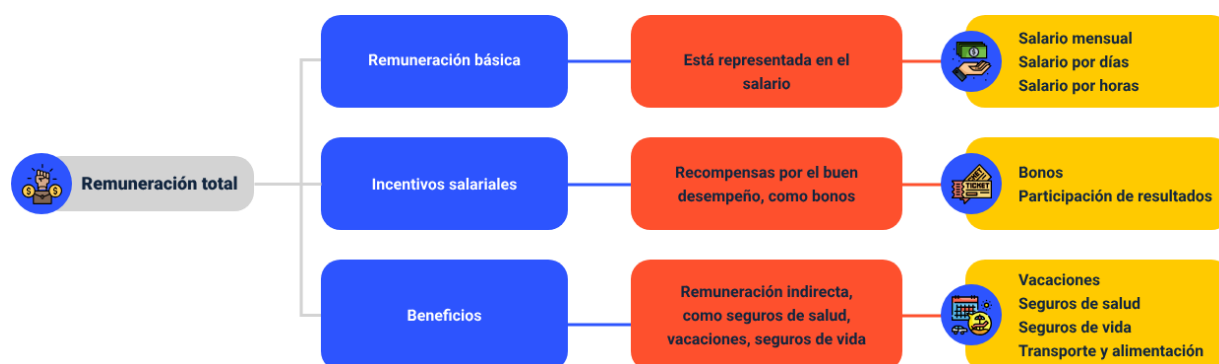 Remuneración total
Remuneración básica
Está representada en el
salario
Salario mensual
Salario por días
Salario por horas
Incentivos salariales
Recompensas por el buen
desempeño, como bonos
TICKET
Bonos
Participación de resultados
Beneficios
Remuneración indirecta,
como seguros de salud,
vacaciones, seguros de vida
Vacaciones
Seguros de salud
Seguros de vida
Transporte y alimentación